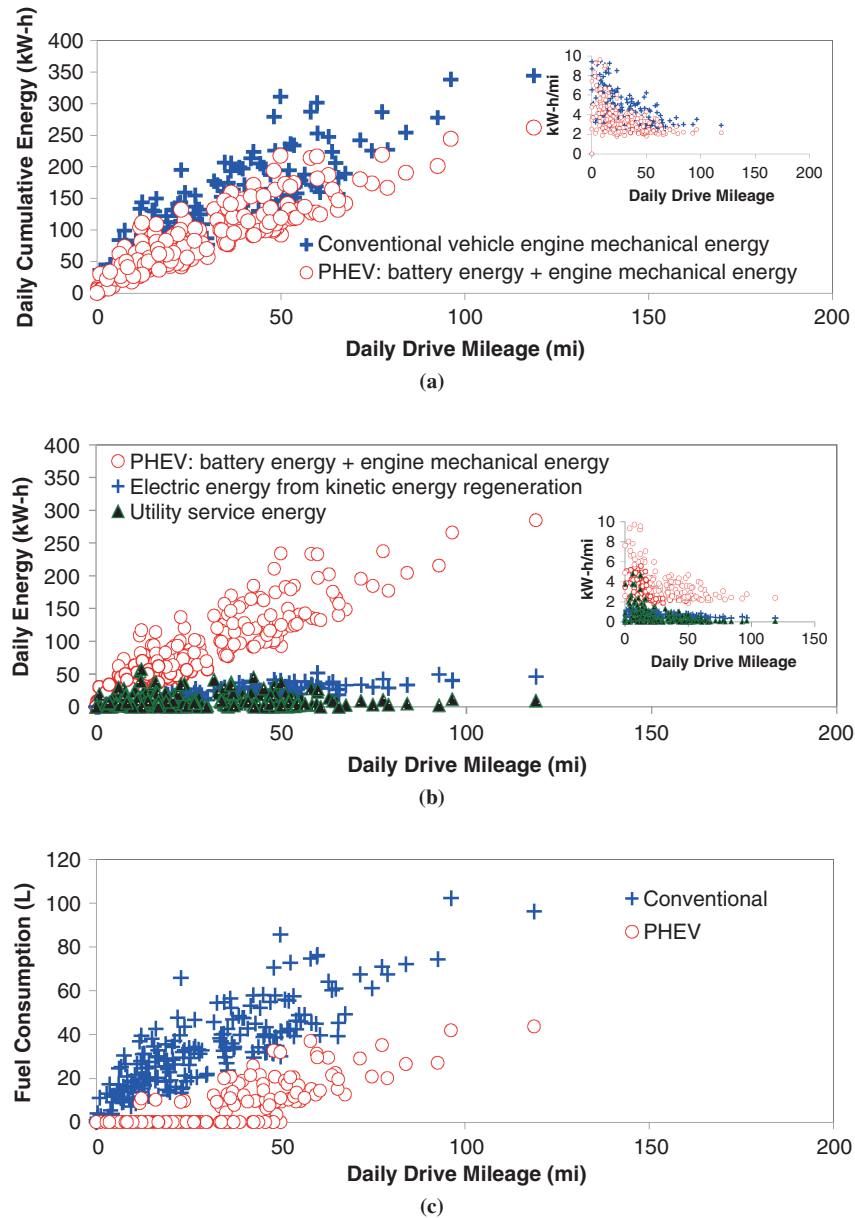 400
350
300
250
200
150
100
50
0
Daily Cumulative Energy (kW-h)
10
8
6
4
2
0
kW-h/mi
0 50 100 150 200
Daily Drive Mileage
Conventional vehicle engine mechanical energy
PHEV: battery energy + engine mechanical energy
0 50 100 150 200
Daily Drive Mileage (mi)
(a)
400
350
300
250
200
150
100
50
0
Daily Energy (kW-h)
PHEV: battery energy + engine mechanical energy
Electric energy from kinetic energy regeneration
Utility service energy
10
8
6
4
2
0
kW-h/mi
0 50 100 150
Daily Drive Mileage
0 50 100 150 200
Daily Drive Mileage (mi)
(b)
120
100
80
60
40
20
0
Fuel Consumption (L)
Conventional
PHEV
0 50 100 150 200
Daily Drive Mileage (mi)
(c)